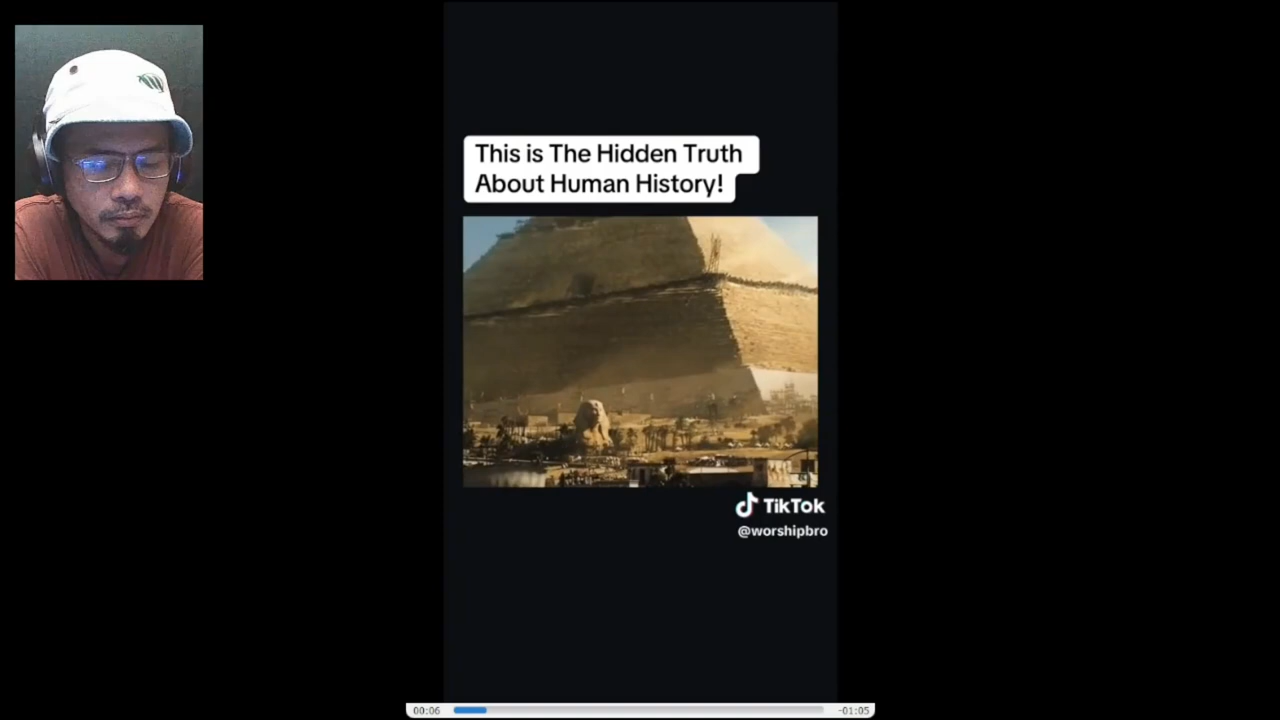 This is The Hidden Truth
About Human History!
TikTok
@worshipbro
00:06
-01:05